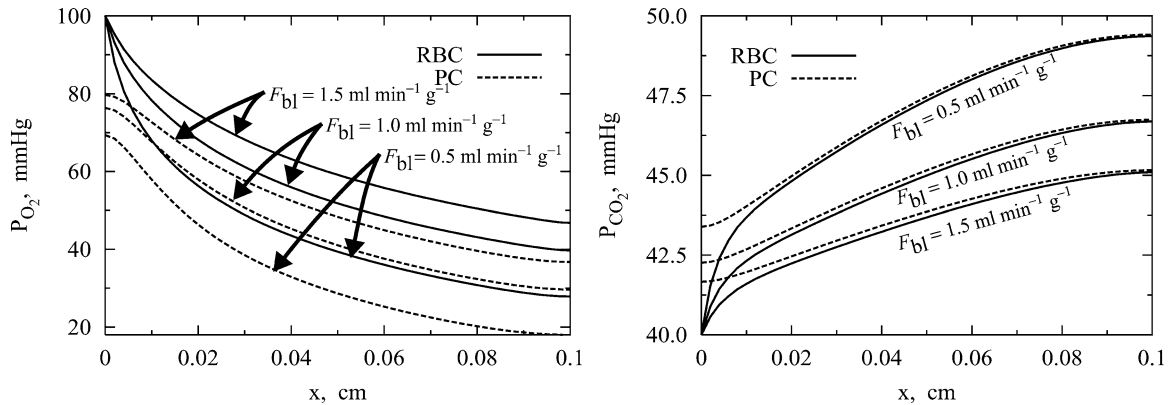 100
80
60
40
20
P_O2, mmHg
RBC
PC
F_bl = 1.5 ml min⁻¹ g⁻¹
F_bl = 1.0 ml min⁻¹ g⁻¹
F_bl = 0.5 ml min⁻¹ g⁻¹
0 0.02 0.04 0.06 0.08 0.1
x, cm
50.0
47.5
45.0
42.5
40.0
P_CO2, mmHg
RBC
PC
F_bl = 0.5 ml min⁻¹ g⁻¹
F_bl = 1.0 ml min⁻¹ g⁻¹
F_bl = 1.5 ml min⁻¹ g⁻¹
0 0.02 0.04 0.06 0.08 0.1
x, cm